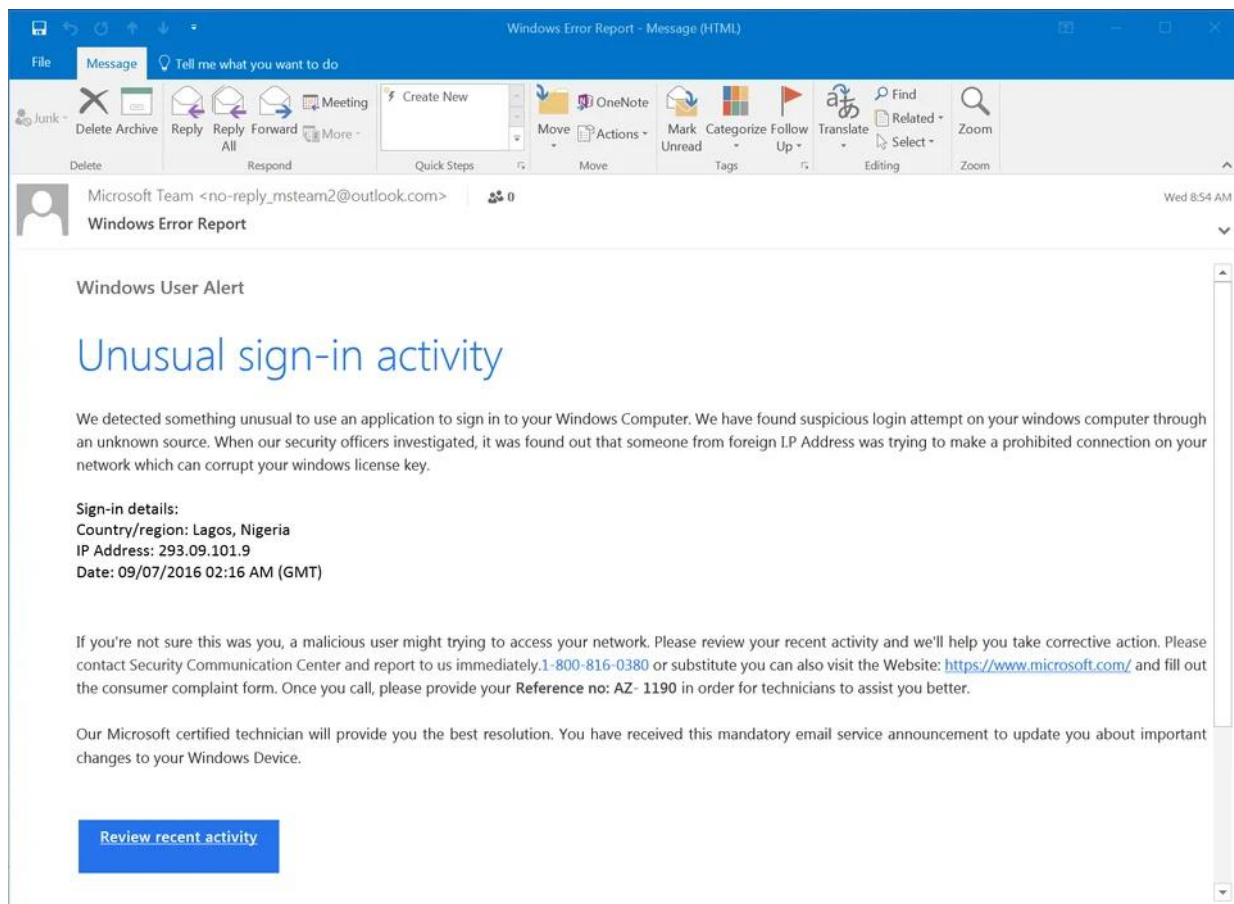 Windows Error Report - Message (HTML)
File Message Tell me what you want to do
Junk
Delete Archive
Reply Reply All Forward
Meeting
More
Create New
Move
OneNote
Actions
Mark Unread Categorize Follow Up
Translate
Find
Related
Select
Zoom
Delete Respond Quick Steps Move Tags Editing Zoom
Microsoft Team <no-reply_msteam2@outlook.com> 0 Wed 8:54 AM
Windows Error Report
Windows User Alert
Unusual sign-in activity
We detected something unusual to use an application to sign in to your Windows Computer. We have found suspicious login attempt on your windows computer through
an unknown source. When our security officers investigated, it was found out that someone from foreign I.P Address was trying to make a prohibited connection on your
network which can corrupt your windows license key.
Sign-in details:
Country/region: Lagos, Nigeria
IP Address: 293.09.101.9
Date: 09/07/2016 02:16 AM (GMT)
If you're not sure this was you, a malicious user might trying to access your network. Please review your recent activity and we'll help you take corrective action. Please
contact Security Communication Center and report to us immediately.1-800-816-0380 or substitute you can also visit the Website: https://www.microsoft.com/ and fill out
the consumer complaint form. Once you call, please provide your Reference no: AZ- 1190 in order for technicians to assist you better.
Our Microsoft certified technician will provide you the best resolution. You have received this mandatory email service announcement to update you about important
changes to your Windows Device.
Review recent activity